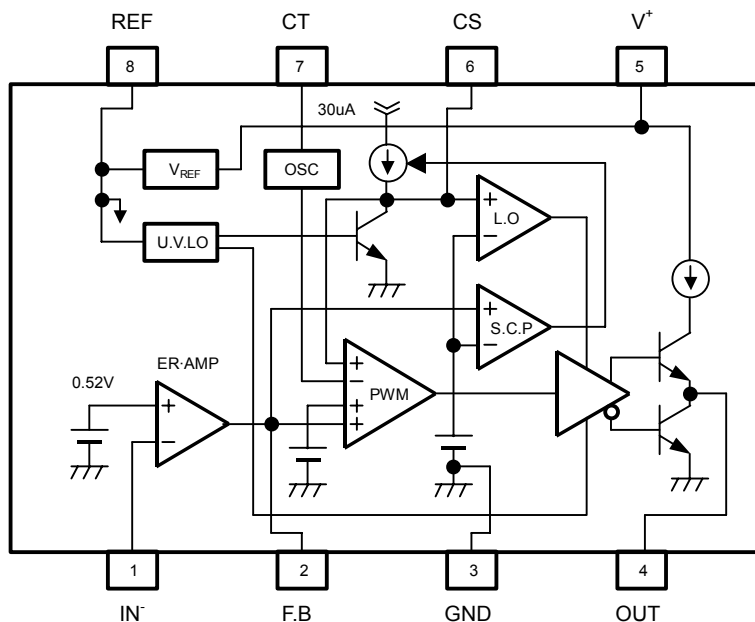 REF CT CS V+
8 7 6 5
30uA
VREF OSC
+ L.O
U.V.LO −
+ S.C.P
ER·AMP −
0.52V + PWM
+ −
− +
+
1 2 3 4
IN- F.B GND OUT